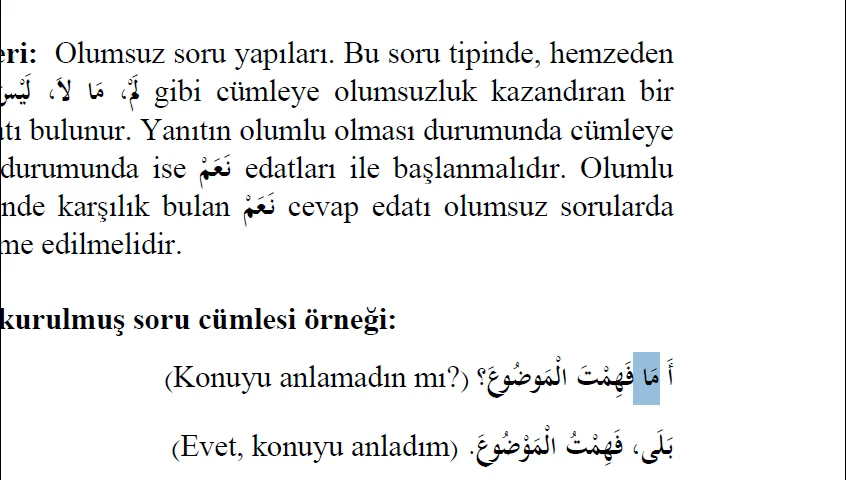 eri: Olumsuz soru yapıları. Bu soru tipinde, hemzeden
لَمْ، مَا لاَ، لَيْسَ gibi cümleye olumsuzluk kazandıran bir
atı bulunur. Yanıtın olumlu olması durumunda cümleye
durumunda ise نَعَمْ edatları ile başlanmalıdır. Olumlu
nde karşılık bulan نَعَمْ cevap edatı olumsuz sorularda
me edilmelidir.
kurulmuş soru cümlesi örneği:
أَ مَا فَهِمْتَ الْمَوضُوعَ؟ (Konuyu anlamadın mı?)
بَلَى، فَهِمْتُ الْمَوْضُوعَ. (Evet, konuyu anladım)